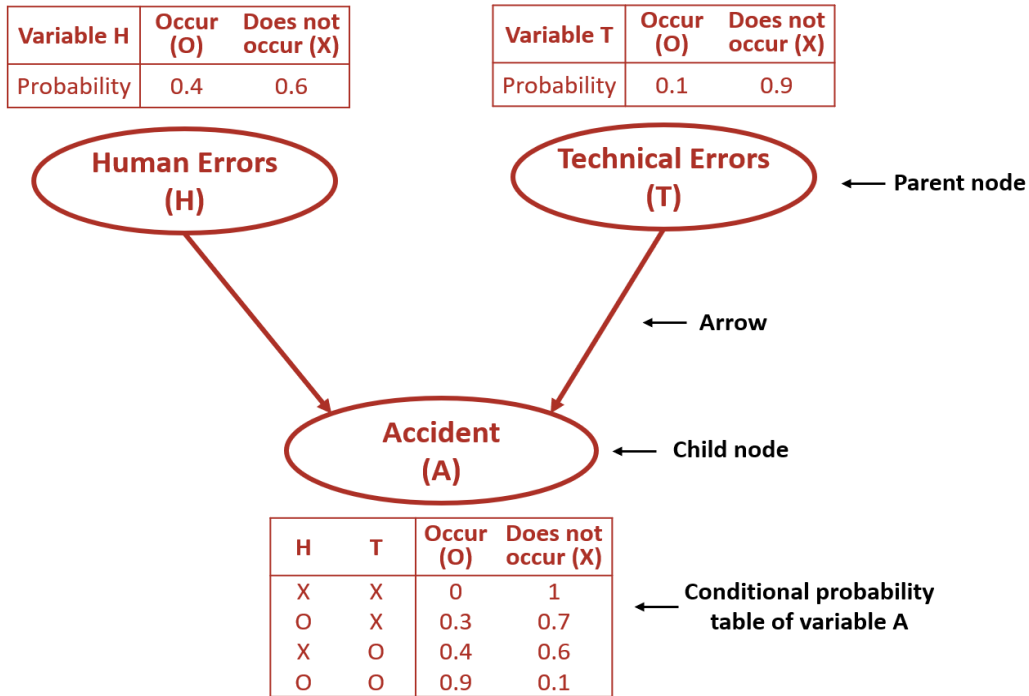 Variable H Occur (O) Does not occur (X)
Probability 0.4 0.6
Variable T Occur (O) Does not occur (X)
Probability 0.1 0.9
Human Errors
(H)
Technical Errors
(T)
Parent node
Arrow
Accident
(A)
Child node
H T Occur (O) Does not occur (X)
X X 0 1
O X 0.3 0.7
X O 0.4 0.6
O O 0.9 0.1
Conditional probability
table of variable A